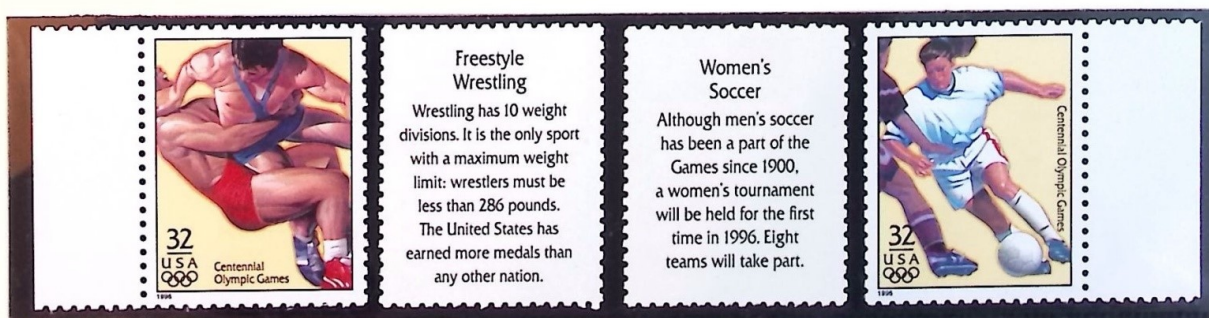 32
USA
Centennial
Olympic Games
1996
Freestyle
Wrestling
Wrestling has 10 weight
divisions. It is the only sport
with a maximum weight
limit: wrestlers must be
less than 286 pounds.
The United States has
earned more medals than
any other nation.
Women's
Soccer
Although men's soccer
has been a part of the
Games since 1900,
a women's tournament
will be held for the first
time in 1996. Eight
teams will take part.
Centennial Olympic Games
32
USA
1996